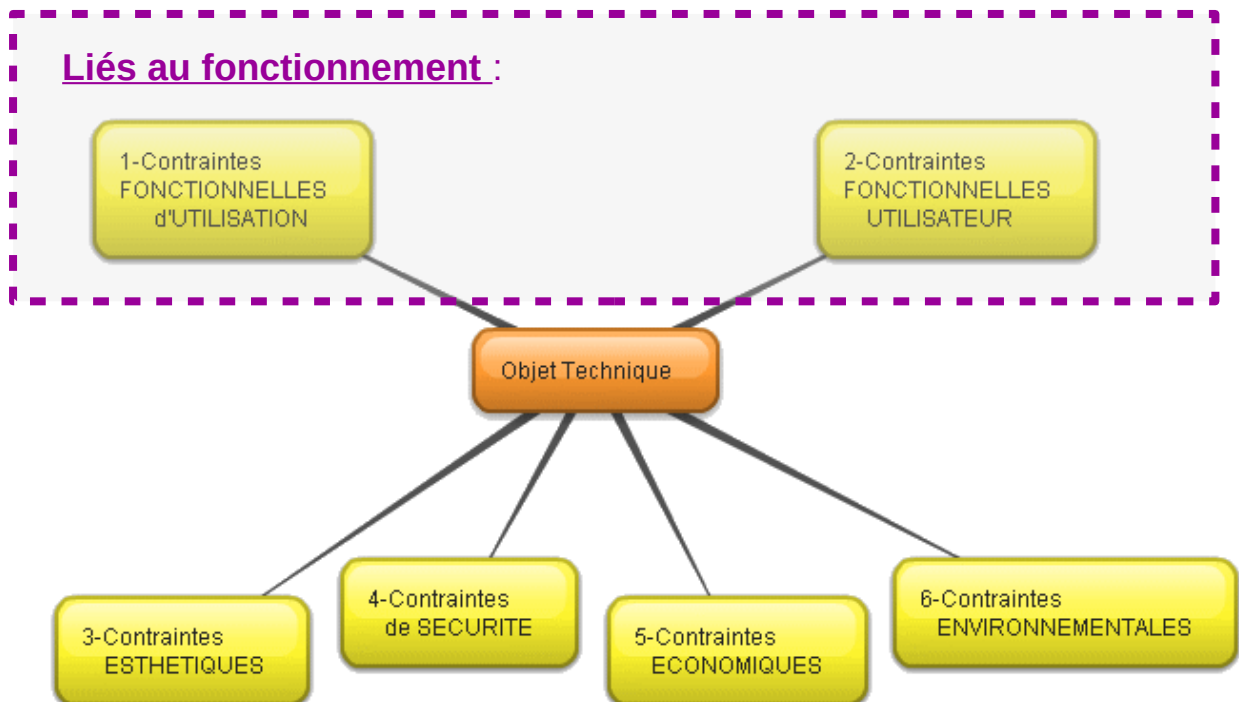 Liés au fonctionnement :
1-Contraintes
FONCTIONNELLES
d'UTILISATION
2-Contraintes
FONCTIONNELLES
UTILISATEUR
Objet Technique
3-Contraintes
ESTHETIQUES
4-Contraintes
de SECURITE
5-Contraintes
ECONOMIQUES
6-Contraintes
ENVIRONNEMENTALES